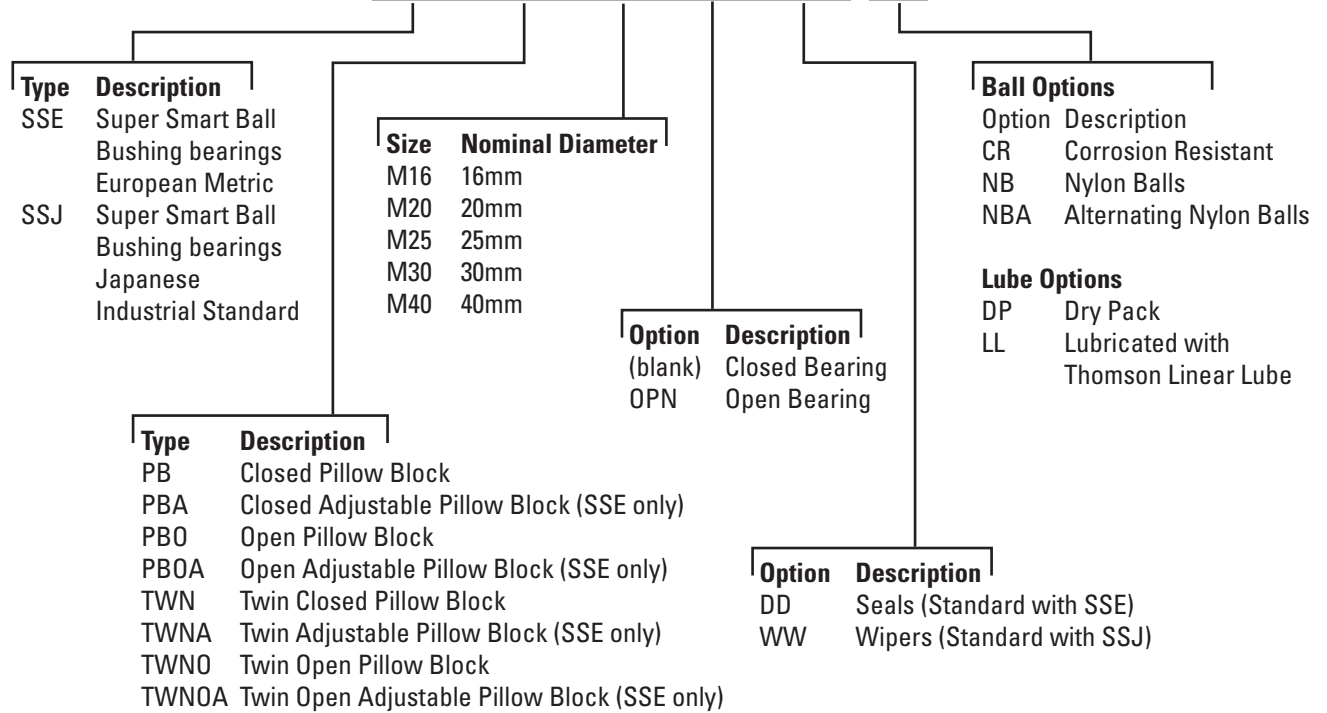 Type Description
SSE Super Smart Ball
Bushing bearings
European Metric
SSJ Super Smart Ball
Bushing bearings
Japanese
Industrial Standard
Size Nominal Diameter
M16 16mm
M20 20mm
M25 25mm
M30 30mm
M40 40mm
Ball Options
Option Description
CR Corrosion Resistant
NB Nylon Balls
NBA Alternating Nylon Balls
Lube Options
DP Dry Pack
LL Lubricated with
Thomson Linear Lube
Option Description
(blank) Closed Bearing
OPN Open Bearing
Type Description
PB Closed Pillow Block
PBA Closed Adjustable Pillow Block (SSE only)
PBO Open Pillow Block
PBOA Open Adjustable Pillow Block (SSE only)
TWN Twin Closed Pillow Block
TWNA Twin Adjustable Pillow Block (SSE only)
TWNO Twin Open Pillow Block
TWNOA Twin Open Adjustable Pillow Block (SSE only)
Option Description
DD Seals (Standard with SSE)
WW Wipers (Standard with SSJ)